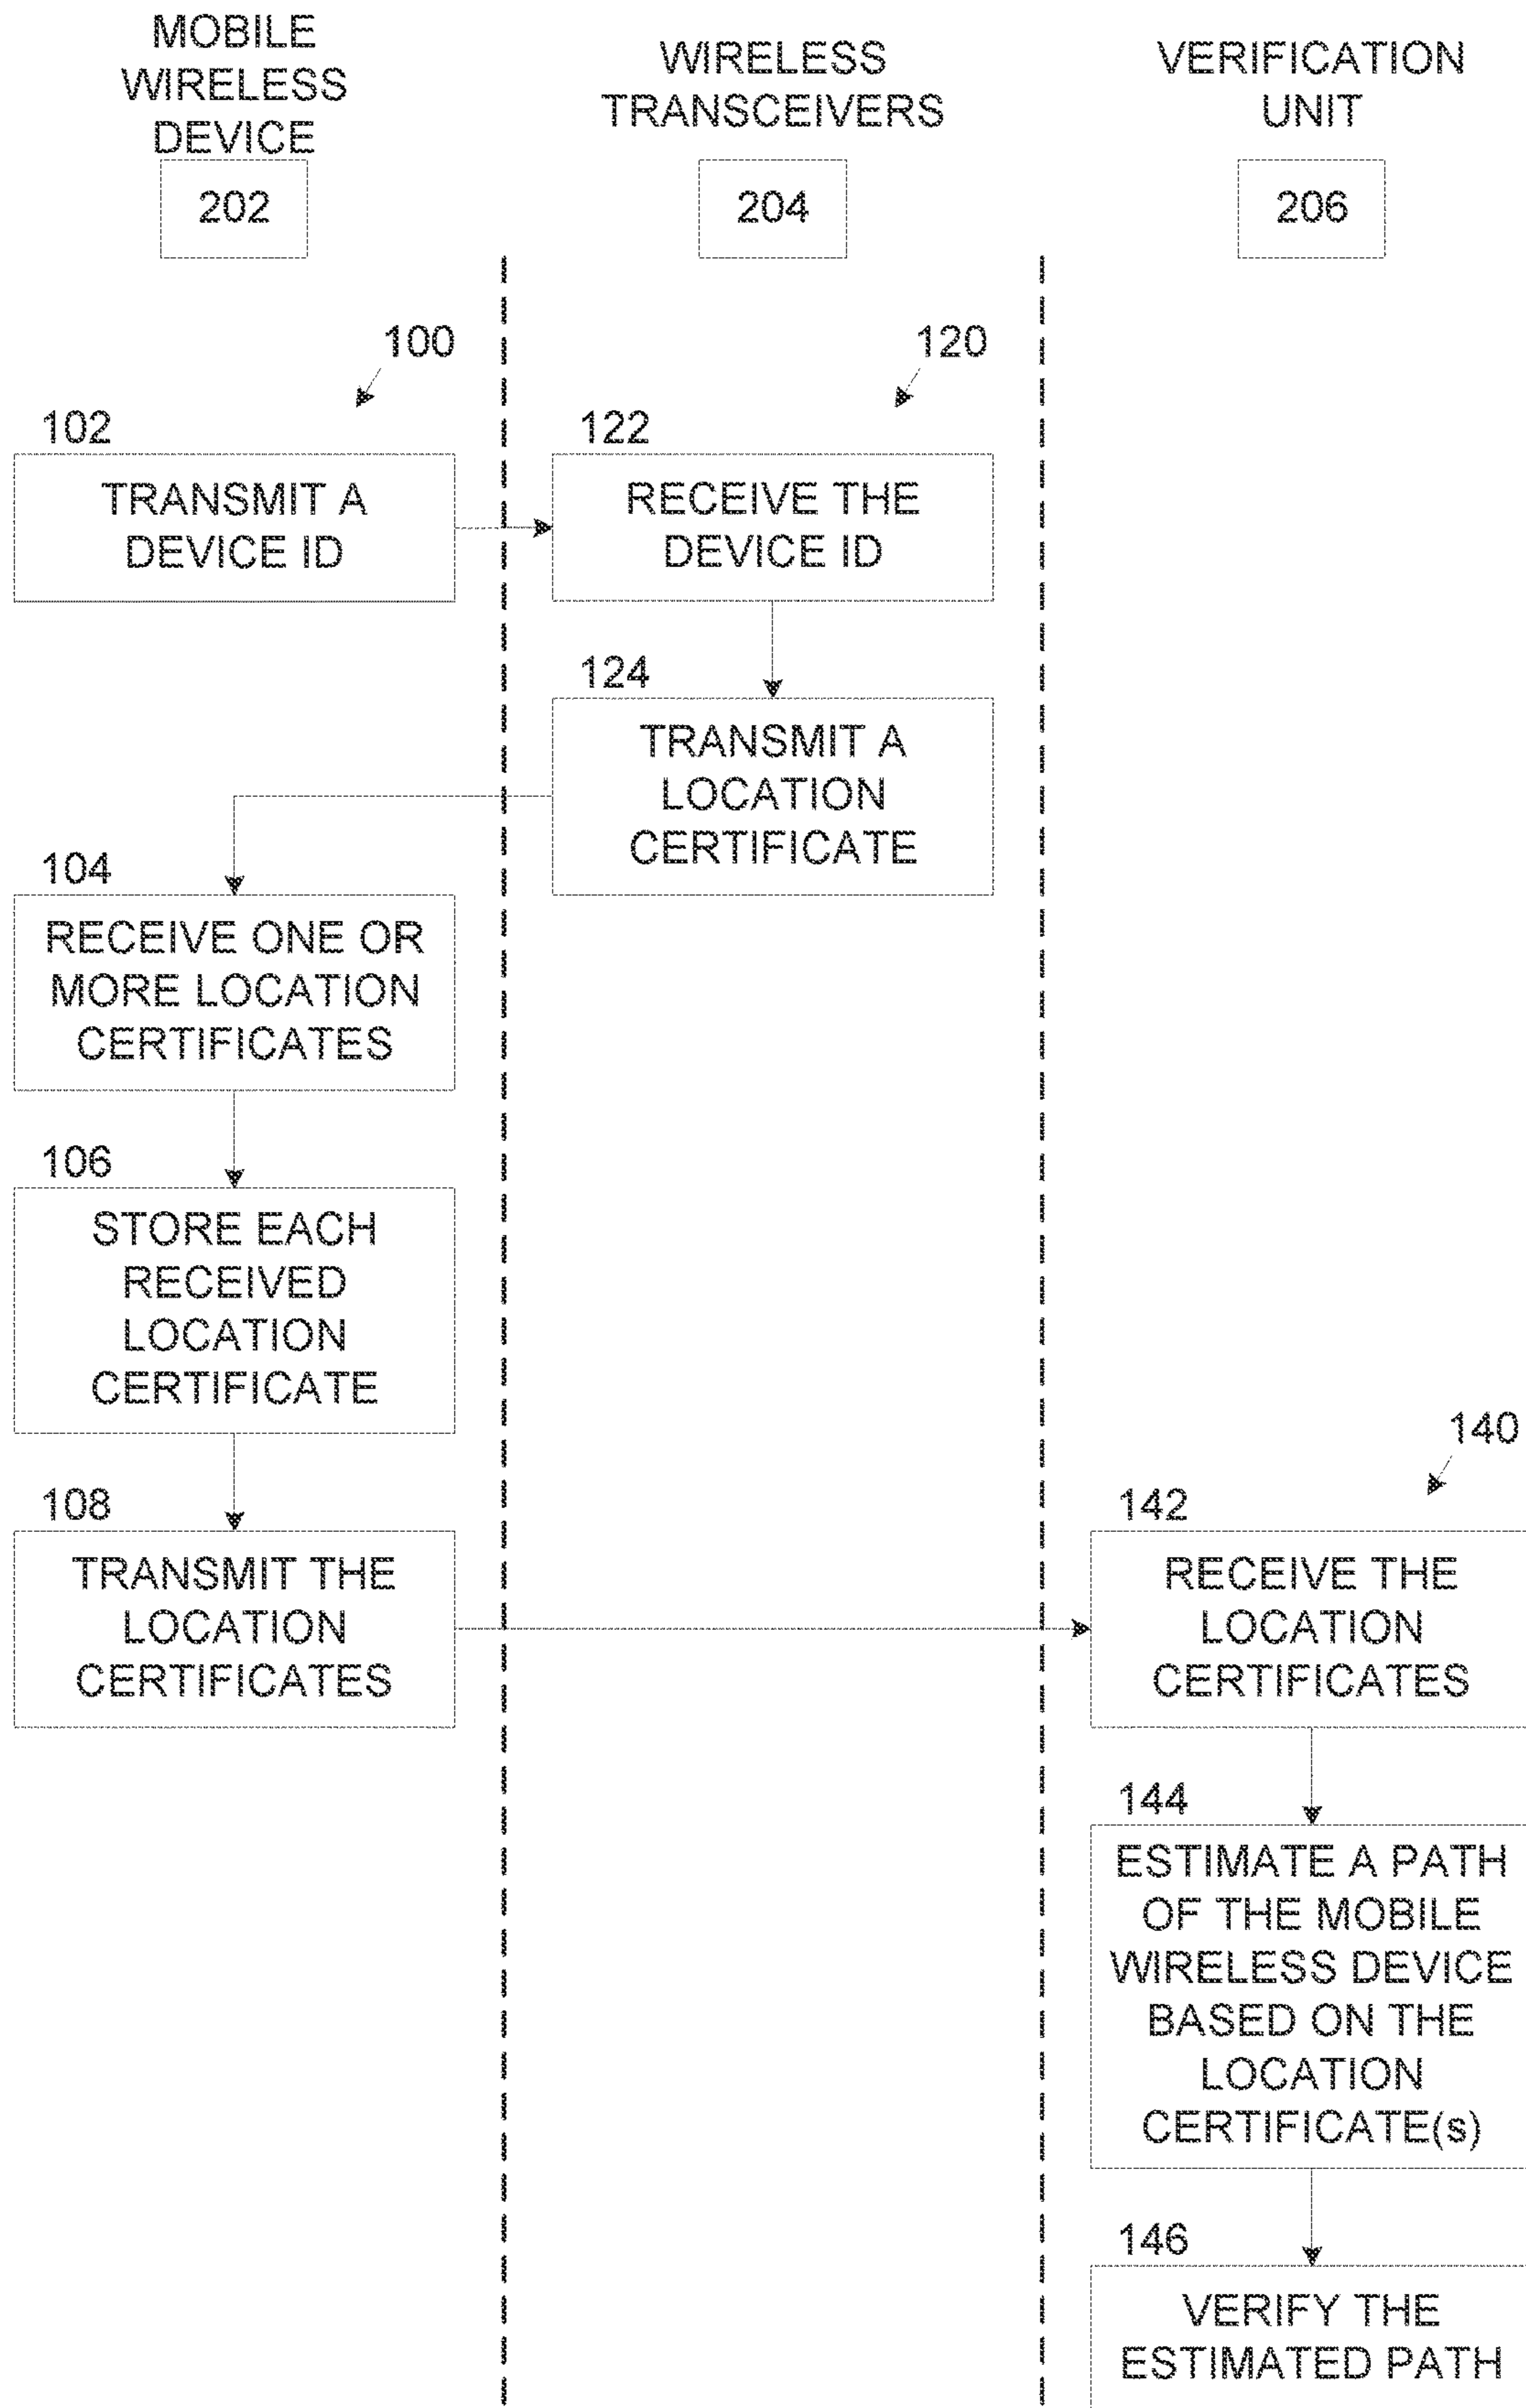 MOBILE
WIRELESS
DEVICE
202
WIRELESS
TRANSCEIVERS
204
VERIFICATION
UNIT
206
100
120
102
TRANSMIT A
DEVICE ID
122
RECEIVE THE
DEVICE ID
124
TRANSMIT A
LOCATION
CERTIFICATE
104
RECEIVE ONE OR
MORE LOCATION
CERTIFICATES
106
STORE EACH
RECEIVED
LOCATION
CERTIFICATE
108
TRANSMIT THE
LOCATION
CERTIFICATES
140
142
RECEIVE THE
LOCATION
CERTIFICATES
144
ESTIMATE A PATH
OF THE MOBILE
WIRELESS DEVICE
BASED ON THE
LOCATION
CERTIFICATE(s)
146
VERIFY THE
ESTIMATED PATH